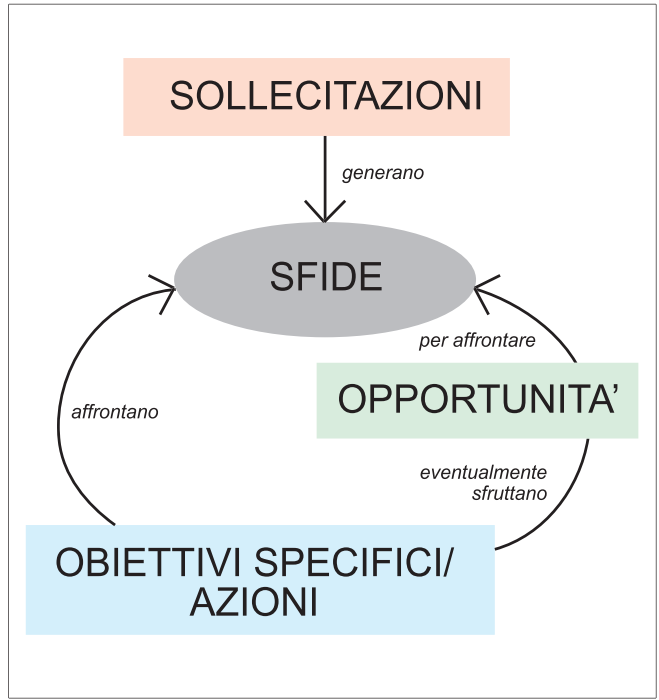 SOLLECITAZIONI
generano
SFIDE
per affrontare
OPPORTUNITA’
affrontano
eventualmente
sfruttano
OBIETTIVI SPECIFICI/
AZIONI